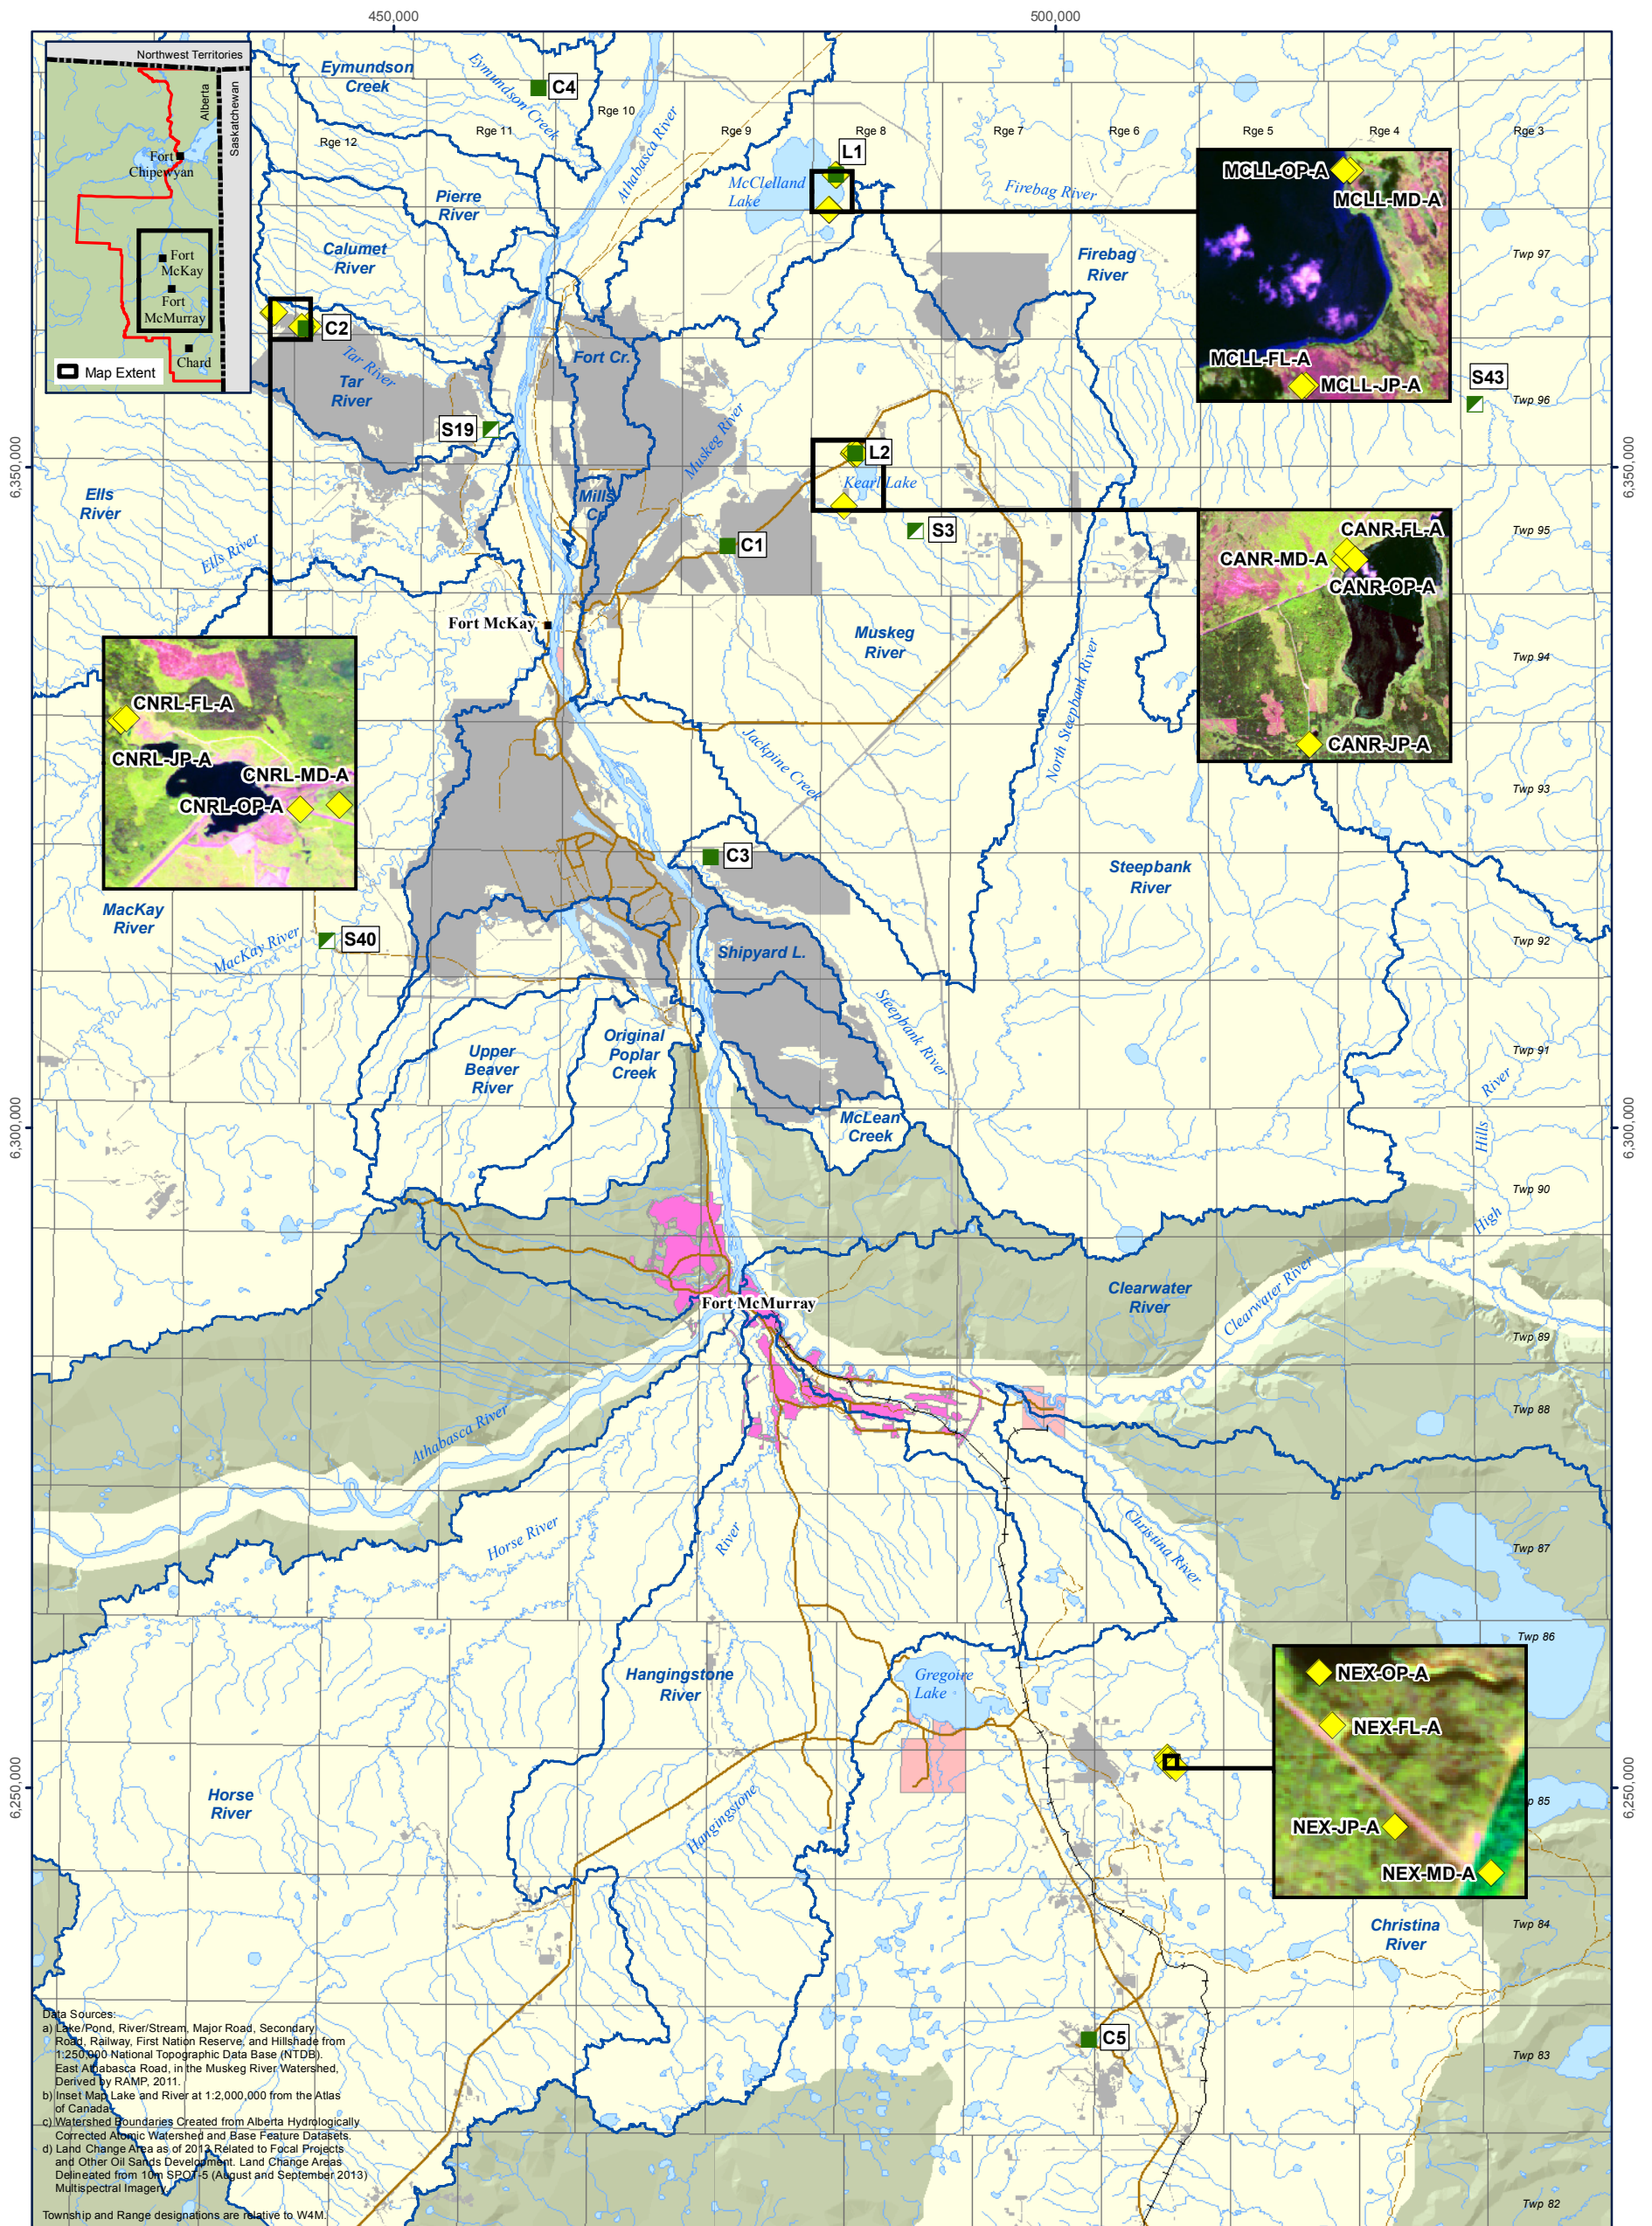 450,000
500,000
Northwest Territories
Alberta
Saskatchewan
Fort
Chipewyan
Fort
McKay
Fort
McMurray
Chard
Map Extent
Eymundson
Creek
Eymundson Creek
C4
Rge 12
Rge 11
Rge 10
Rge 9
Rge 8
Rge 7
Rge 6
Rge 5
Rge 4
Rge 3
Athabasca River
L1
McClelland
Lake
Firebag River
Pierre
River
Calumet
River
Firebag
River
MCLL-OP-A
MCLL-MD-A
MCLL-FL-A
MCLL-JP-A
Twp 97
C2
Tar River
Tar
River
Fort Cr.
S43
Twp 96
S19
Muskeg River
L2
Kearl Lake
6,350,000
6,350,000
Ells
River
Mills
Cr.
S3
C1
Twp 95
CANR-FL-A
CANR-MD-A
CANR-OP-A
CANR-JP-A
Ells River
Fort McKay
Muskeg
River
North Steepbank River
Twp 94
CNRL-FL-A
CNRL-JP-A
CNRL-MD-A
CNRL-OP-A
Jackpine Creek
Twp 93
C3
Steepbank
River
MacKay
River
MacKay River
S40
Shipyard L.
Twp 92
Steepbank River
Original
Poplar
Creek
Upper
Beaver
River
Twp 91
River
Hills
High
McLean
Creek
6,300,000
6,300,000
Twp 90
Clearwater
River
Clearwater River
Fort McMurray
Twp 89
Athabasca River
Twp 88
Horse River
River
Christina River
Twp 87
Twp 86
Hangingstone
River
Gregoire
Lake
NEX-OP-A
NEX-FL-A
NEX-JP-A
NEX-MD-A
6,250,000
6,250,000
Horse
River
Hangingstone
p 85
Christina
River
Twp 84
C5
Twp 83
Data Sources:
a) Lake/Pond, River/Stream, Major Road, Secondary
Road, Railway, First Nation Reserve, and Hillshade from
1:250,000 National Topographic Data Base (NTDB).
East Athabasca Road, in the Muskeg River Watershed,
Derived by RAMP, 2011.
b) Inset Map Lake and River at 1:2,000,000 from the Atlas
of Canada.
c) Watershed Boundaries Created from Alberta Hydrologically
Corrected Atomic Watershed and Base Feature Datasets.
d) Land Change Area as of 2013 Related to Focal Projects
and Other Oil Sands Development. Land Change Areas
Delineated from 10m SPOT-5 (August and September 2013)
Multispectral Imagery.
Township and Range designations are relative to W4M.
Twp 82